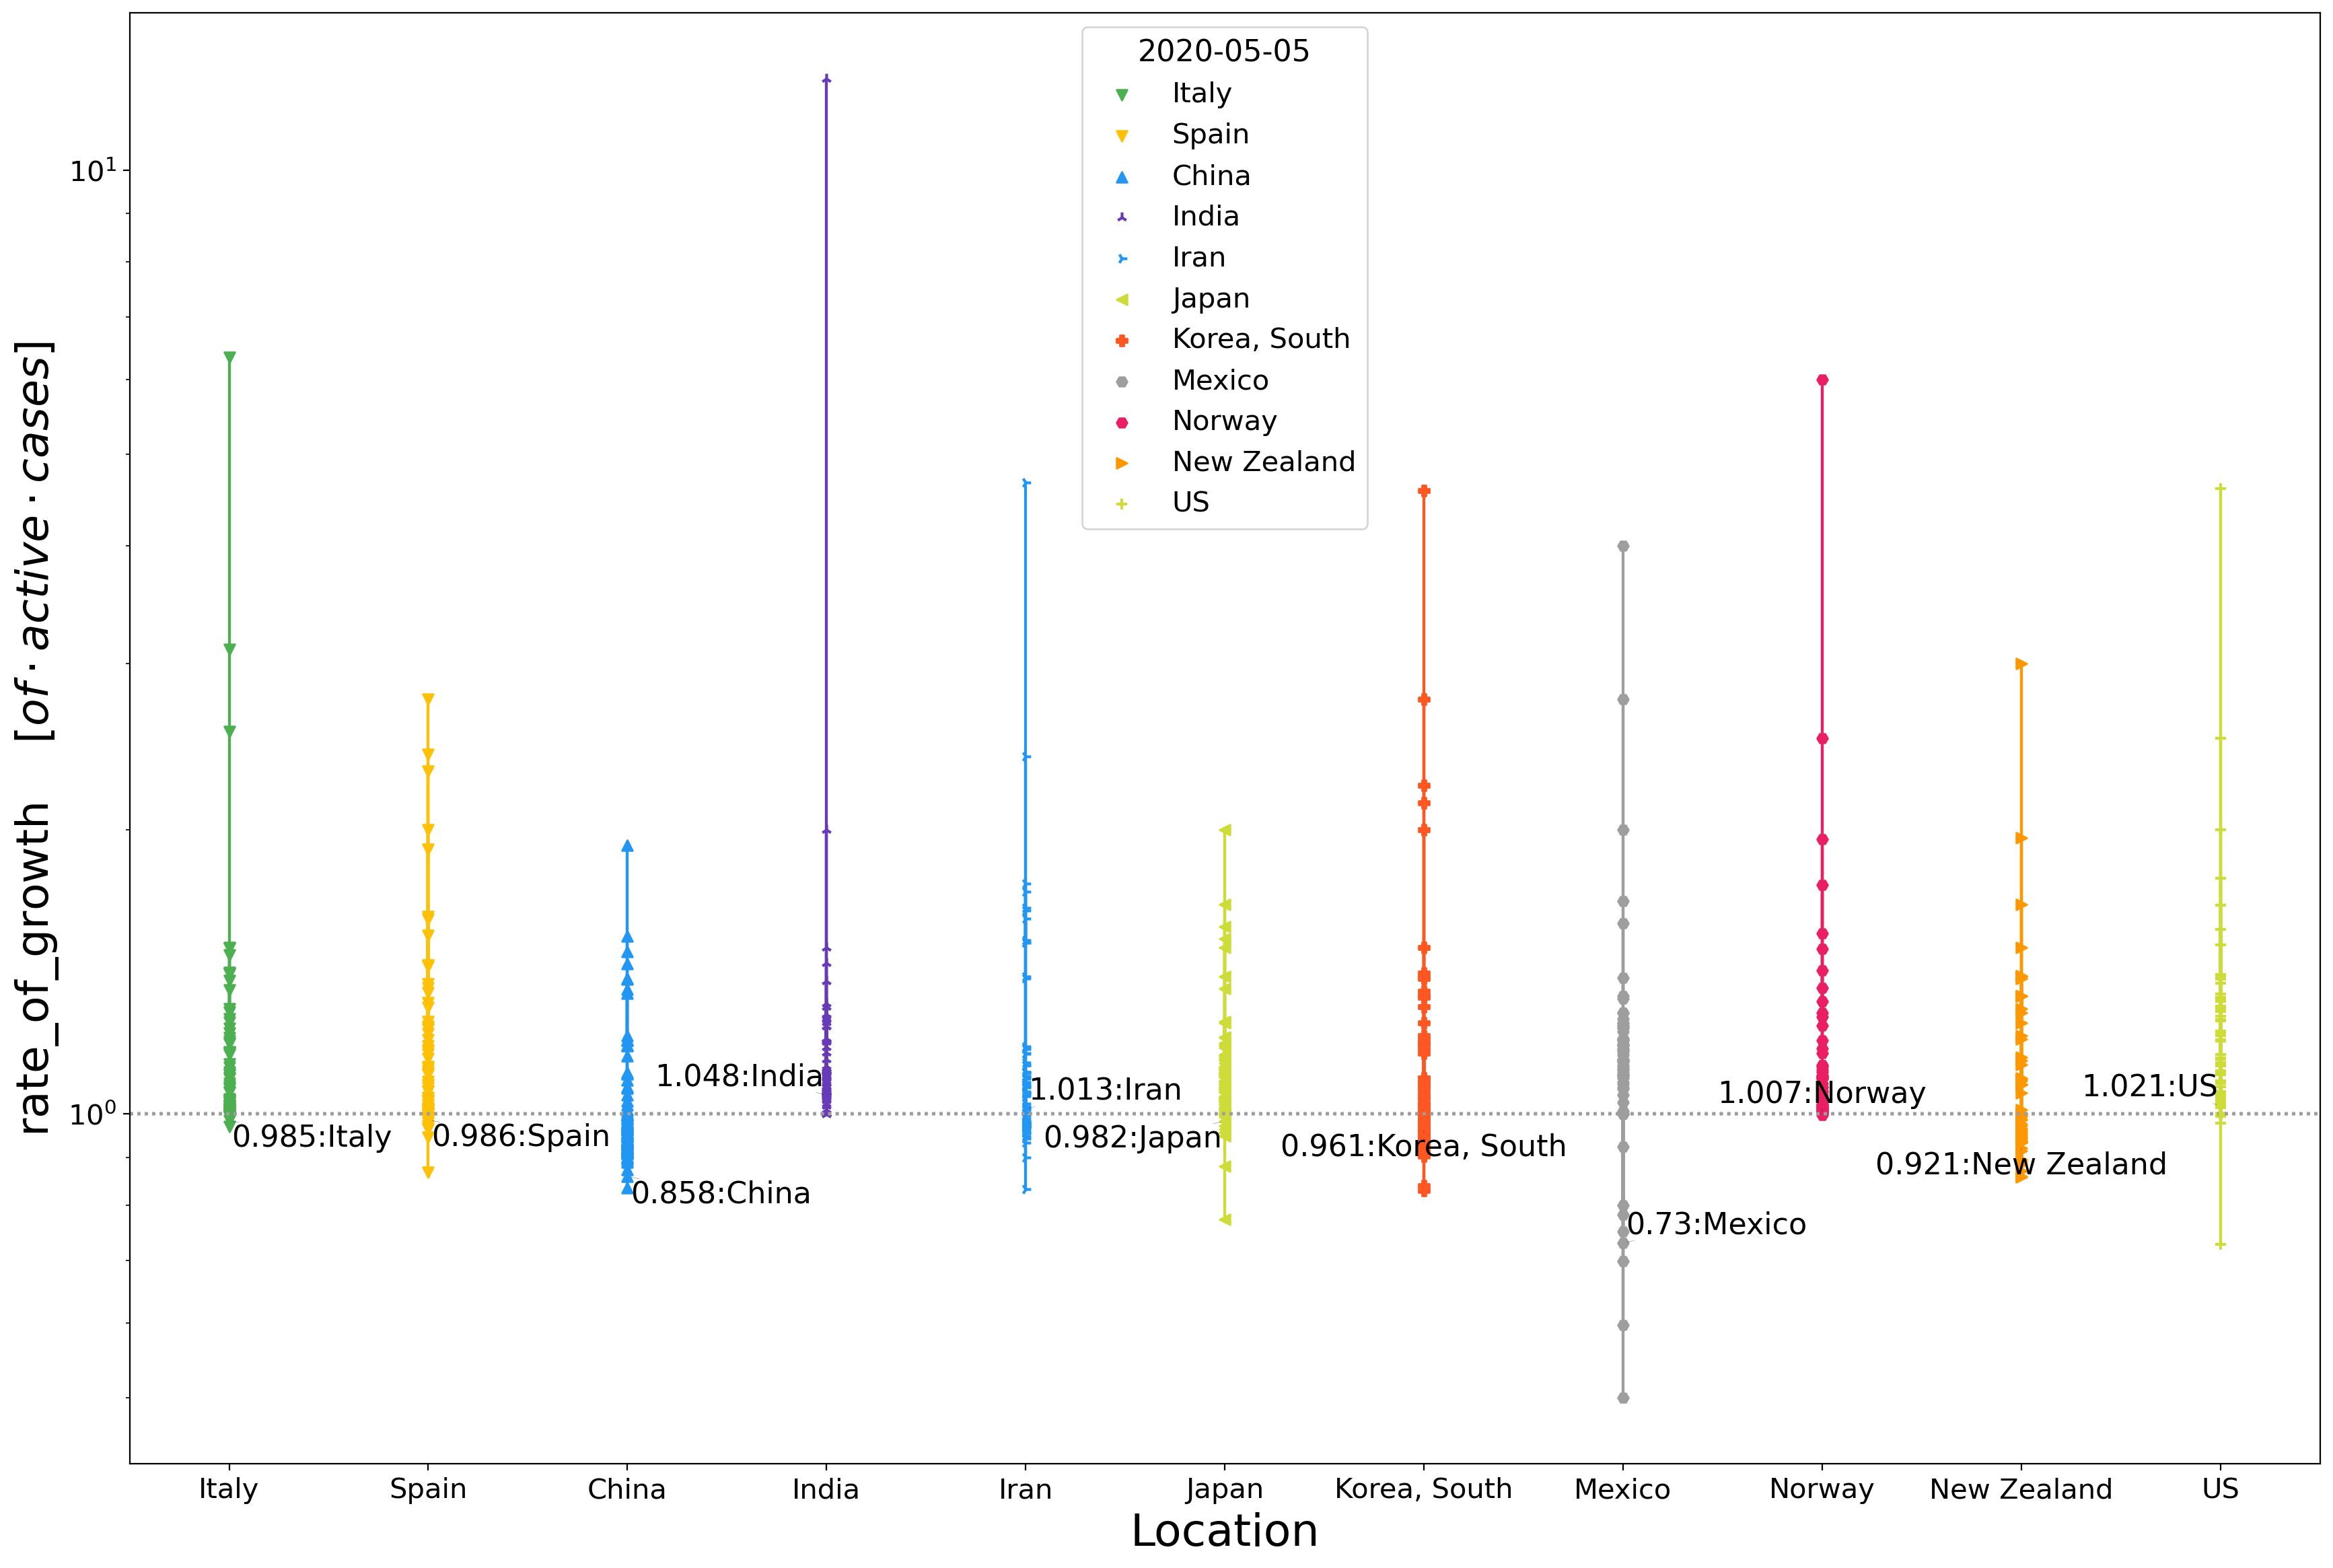 2020-05-05
Italy
Spain
China
India
Iran
Japan
Korea, South
Mexico
Norway
New Zealand
US
rate_of_growth [of·active·cases]
10¹
10⁰
1.048:India
1.013:Iran
1.007:Norway
1.021:US
0.985:Italy
0.986:Spain
0.982:Japan
0.961:Korea, South
0.921:New Zealand
0.858:China
0.73:Mexico
Italy Spain China India Iran Japan Korea, South Mexico Norway New Zealand US
Location